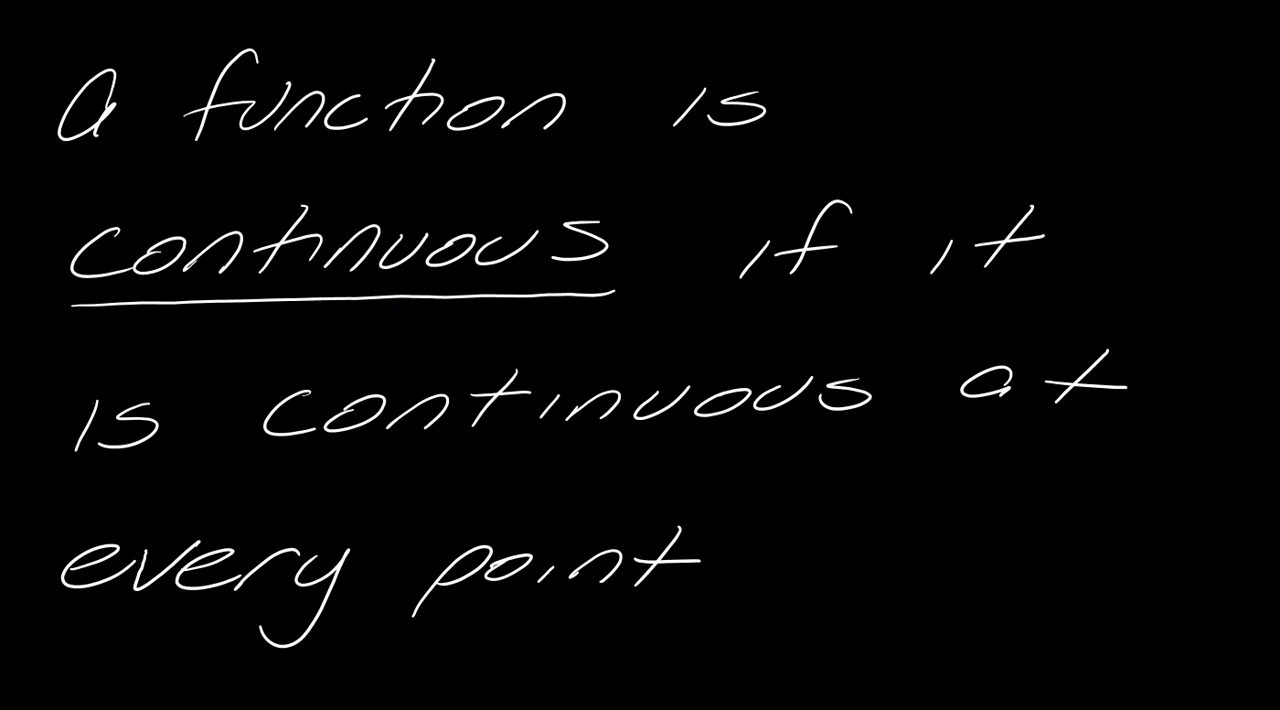 a function is
continuous if it
is continuous at
every point